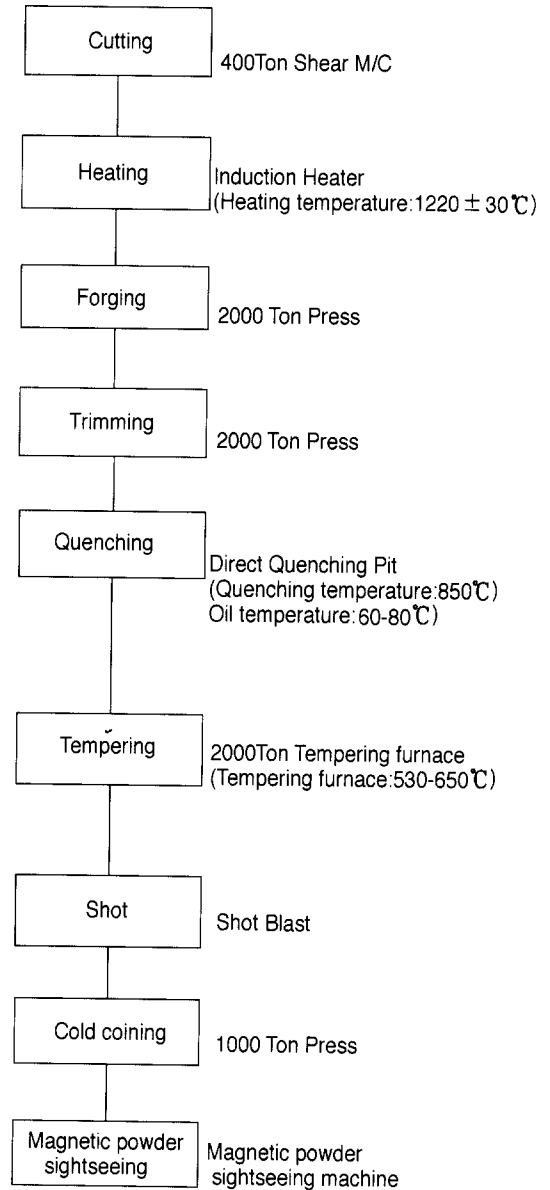 Cutting
400Ton Shear M/C
Heating
Induction Heater
(Heating temperature:1220 ± 30℃)
Forging
2000 Ton Press
Trimming
2000 Ton Press
Quenching
Direct Quenching Pit
(Quenching temperature:850℃)
Oil temperature:60-80℃)
Tempering
2000Ton Tempering furnace
(Tempering furnace:530-650℃)
Shot
Shot Blast
Cold coining
1000 Ton Press
Magnetic powder
sightseeing
Magnetic powder
sightseeing machine